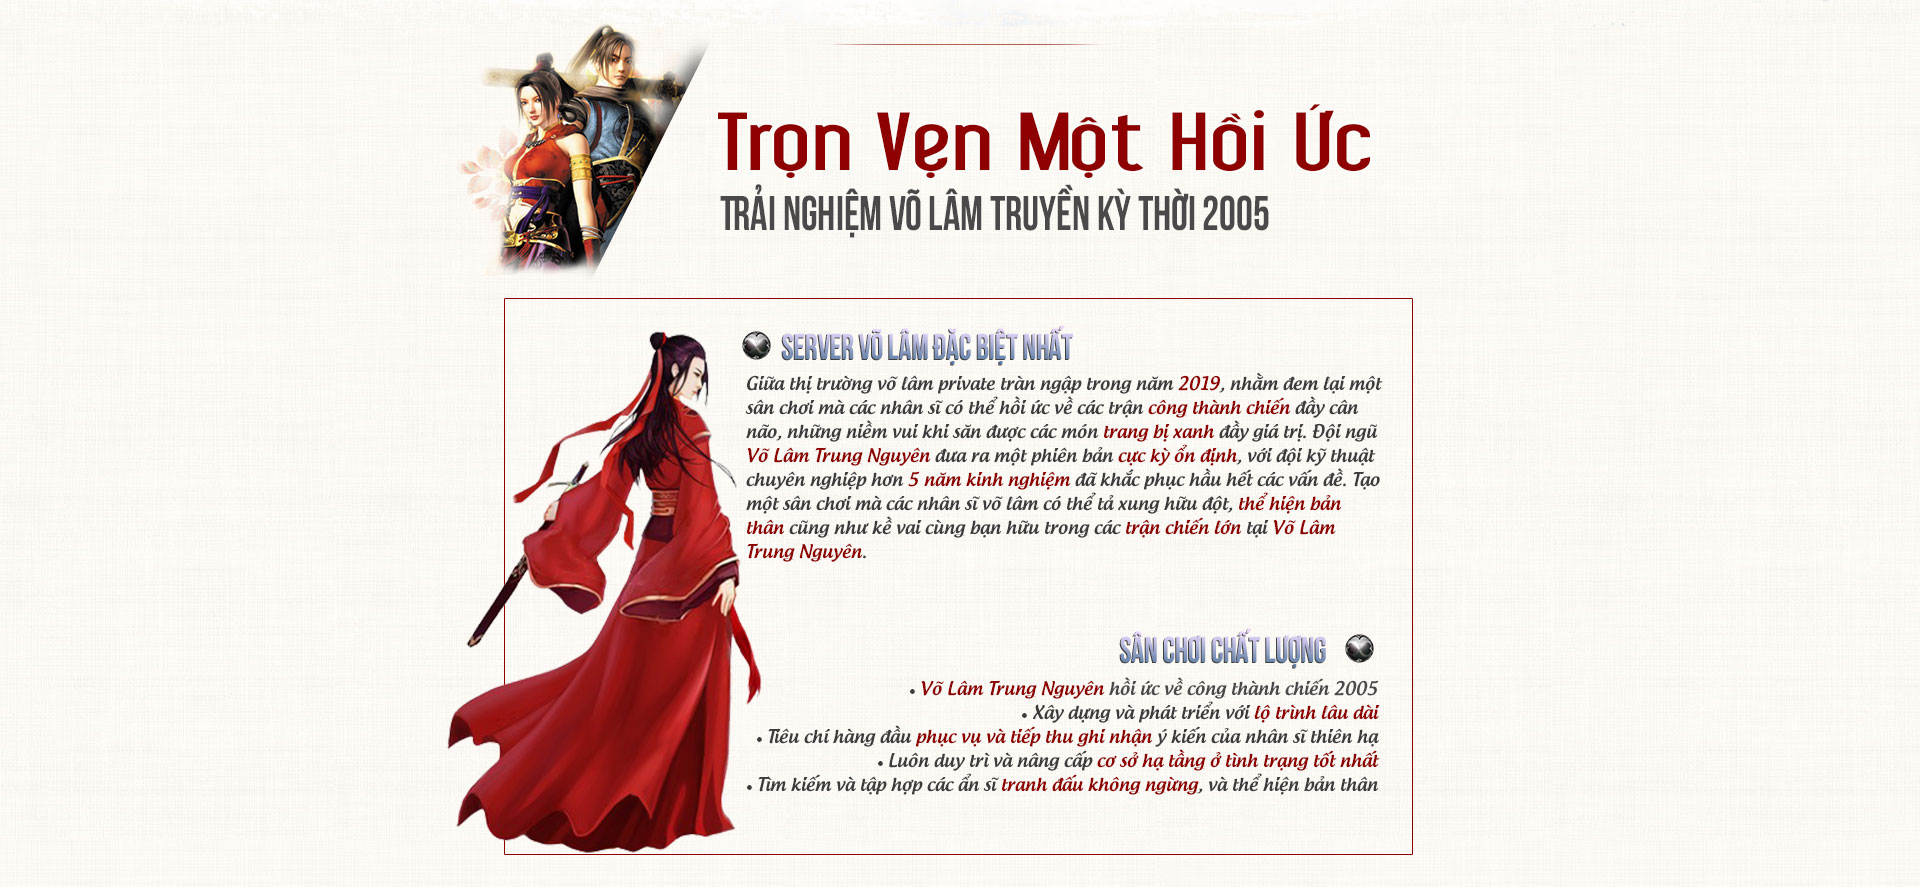 Trọn Vẹn Một Hồi Ức
TRẢI NGHIỆM VÕ LÂM TRUYỀN KỲ THỜI 2005
SERVER VÕ LÂM ĐẶC BIỆT NHẤT
Giữa thị trường võ lâm private tràn ngập trong năm 2019, nhằm đem lại một
sân chơi mà các nhân sĩ có thể hồi ức về các trận công thành chiến đầy cân
não, những niềm vui khi săn được các món trang bị xanh đầy giá trị. Đội ngũ
Võ Lâm Trung Nguyên đưa ra một phiên bản cực kỳ ổn định, với đội kỹ thuật
chuyên nghiệp hơn 5 năm kinh nghiệm đã khắc phục hầu hết các vấn đề. Tạo
một sân chơi mà các nhân sĩ võ lâm có thể tả xung hữu đột, thể hiện bản
thân cũng như kề vai cùng bạn hữu trong các trận chiến lớn tại Võ Lâm
Trung Nguyên.
SÂN CHƠI CHẤT LƯỢNG
• Võ Lâm Trung Nguyên hồi ức về công thành chiến 2005
• Xây dựng và phát triển với lộ trình lâu dài
• Tiêu chí hàng đầu phục vụ và tiếp thu ghi nhận ý kiến của nhân sĩ thiên hạ
• Luôn duy trì và nâng cấp cơ sở hạ tầng ở tình trạng tốt nhất
• Tìm kiếm và tập hợp các ẩn sĩ tranh đấu không ngừng, và thể hiện bản thân